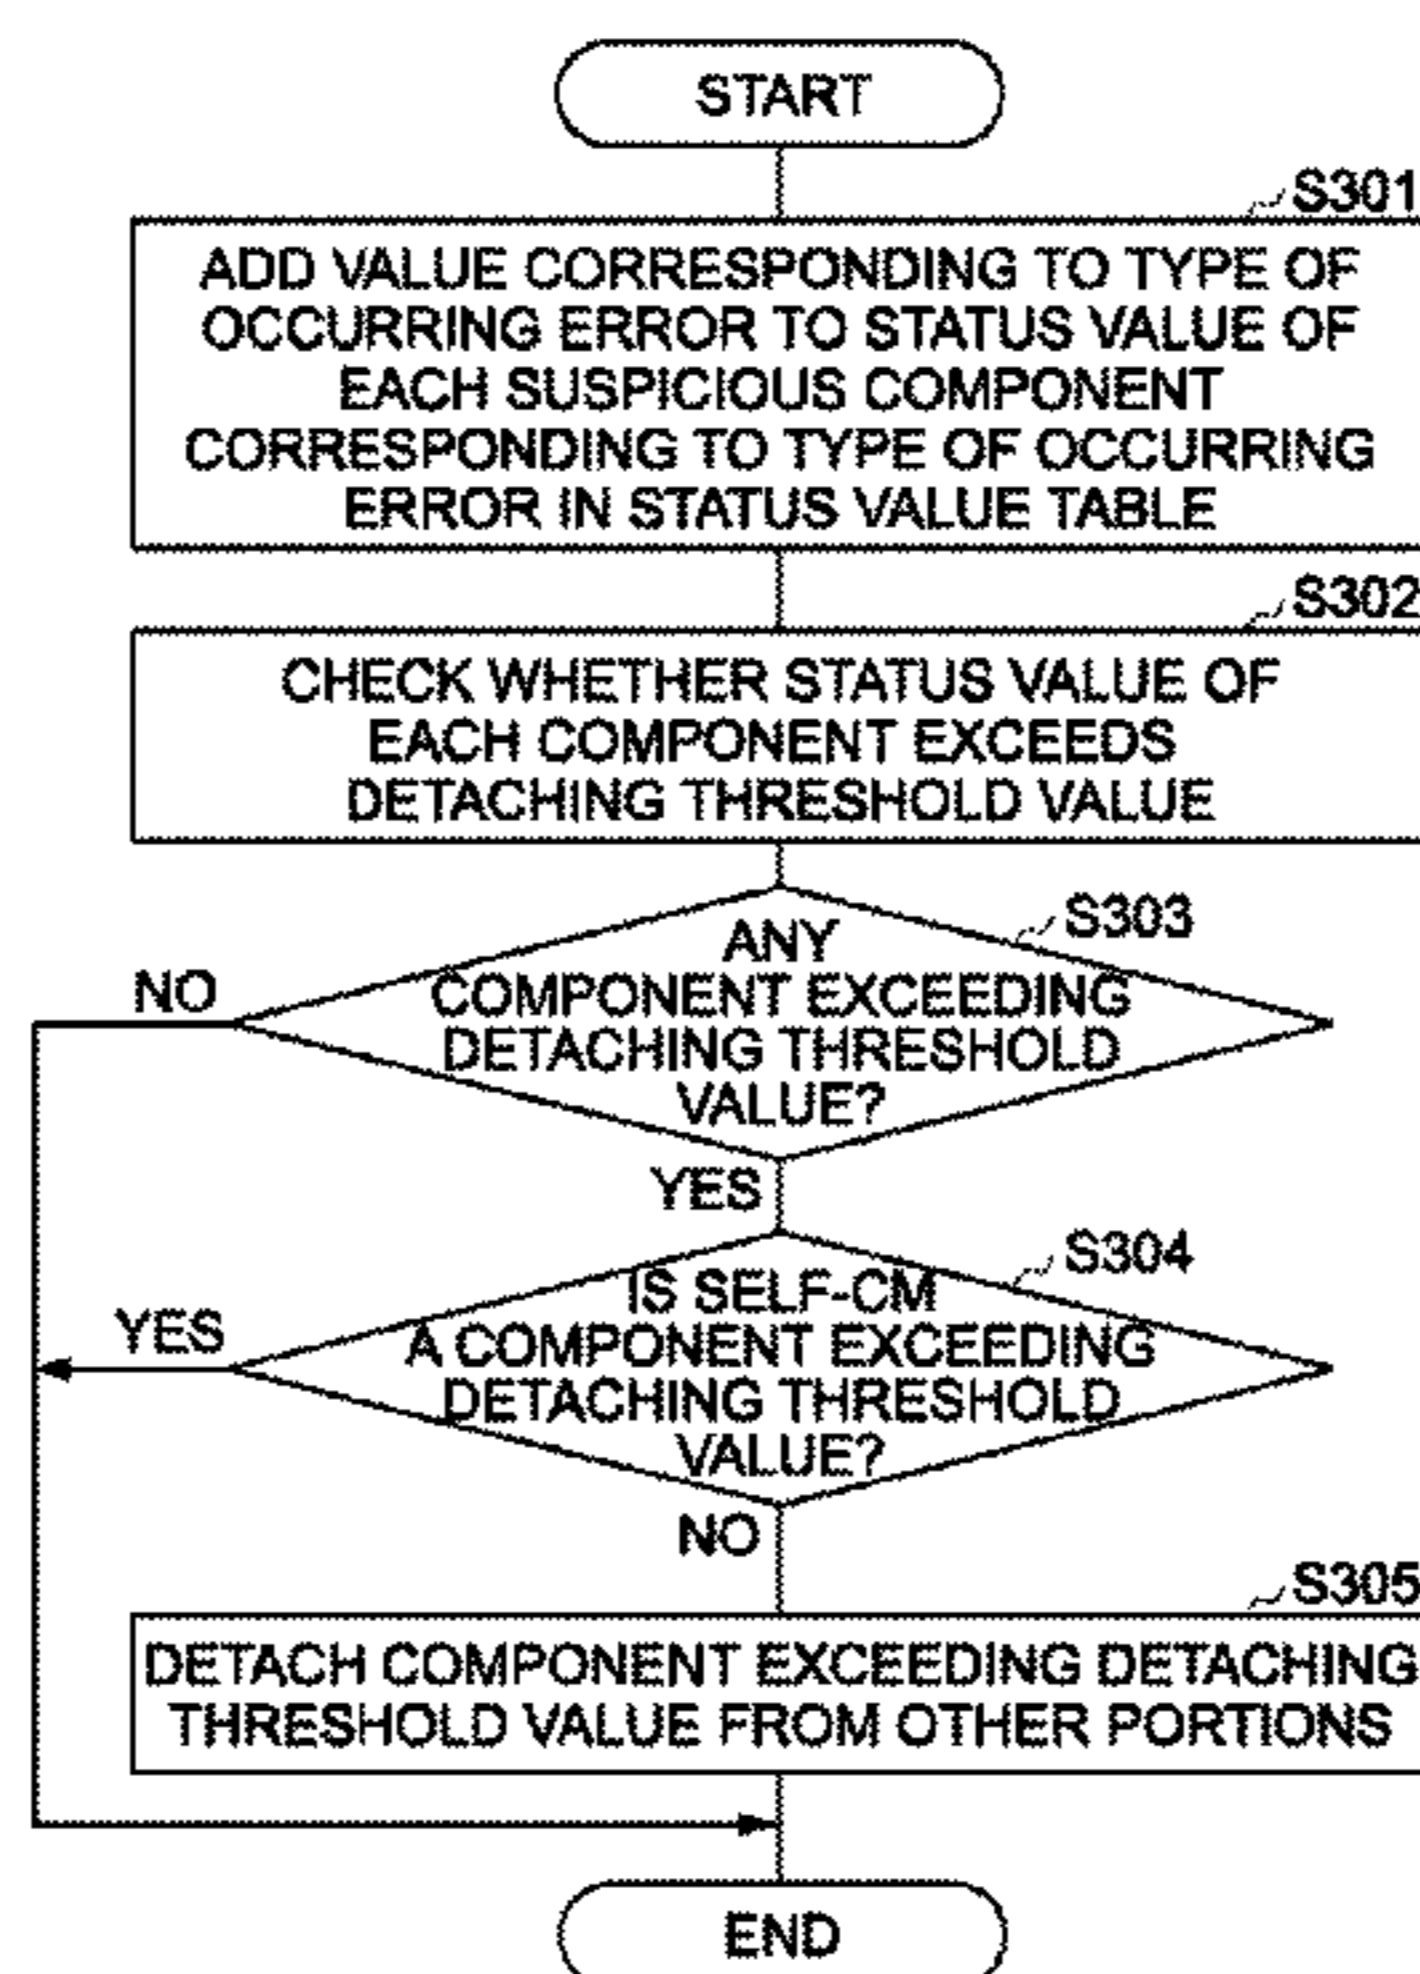 START
S301
ADD VALUE CORRESPONDING TO TYPE OF
OCCURRING ERROR TO STATUS VALUE OF
EACH SUSPICIOUS COMPONENT
CORRESPONDING TO TYPE OF OCCURRING
ERROR IN STATUS VALUE TABLE
S302
CHECK WHETHER STATUS VALUE OF
EACH COMPONENT EXCEEDS
DETACHING THRESHOLD VALUE
S303
ANY
COMPONENT EXCEEDING
DETACHING THRESHOLD
VALUE?
NO
YES
S304
IS SELF-CM
A COMPONENT EXCEEDING
DETACHING THRESHOLD
VALUE?
YES
NO
S305
DETACH COMPONENT EXCEEDING DETACHING
THRESHOLD VALUE FROM OTHER PORTIONS
END